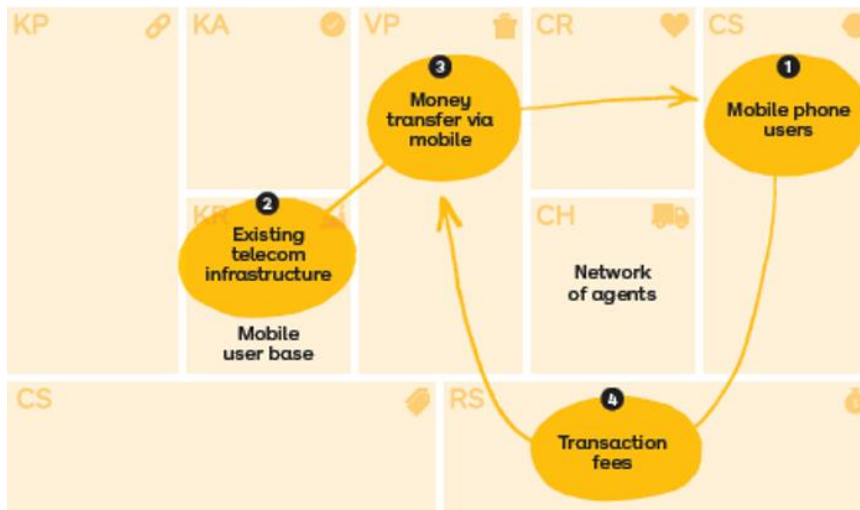 KP
KA
VP
CR
CS
3
Money
transfer via
mobile
1
Mobile phone
users
KR
2
Existing
telecom
infrastructure
Mobile
user base
CH
Network
of agents
CS
RS
4
Transaction
fees